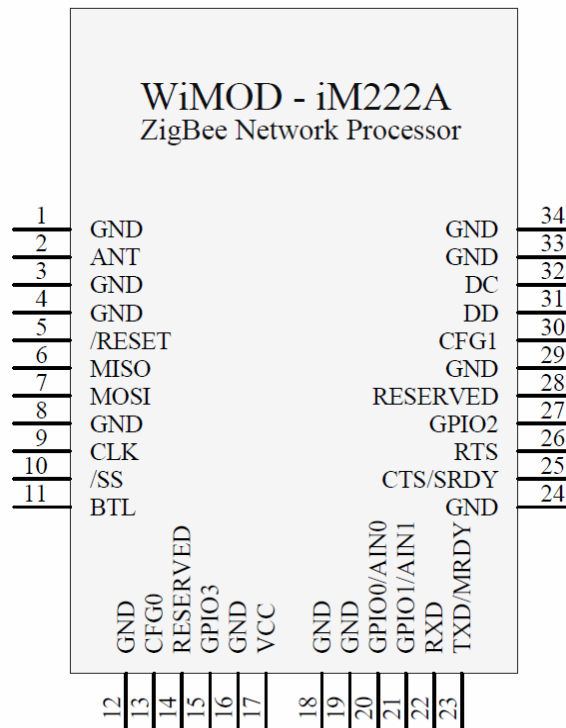 WiMOD - iM222A
ZigBee Network Processor
1 GND GND 34
2 ANT GND 33
3 GND DC 32
4 GND DD 31
5 /RESET CFG1 30
6 MISO GND 29
7 MOSI RESERVED 28
8 GND GPIO2 27
9 CLK RTS 26
10 /SS CTS/SRDY 25
11 BTL GND 24
GND CFG0 RESERVED GPIO3 GND VCC GND GND GPIO0/AIN0 GPIO1/AIN1 RXD TXD/MRDY
12 13 14 15 16 17 18 19 20 21 22 23